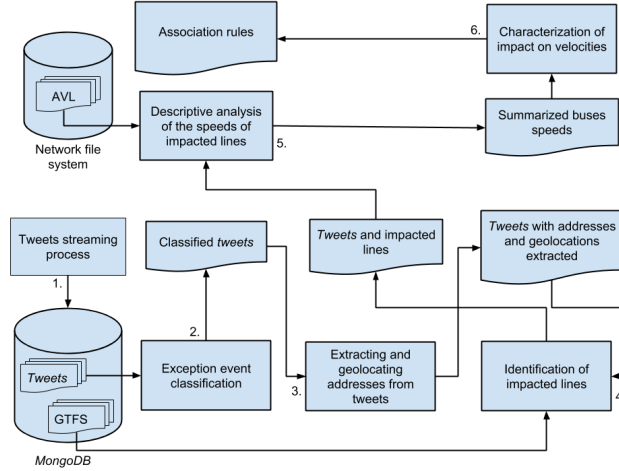 Association rules
6.
Characterization of
impact on velocities
AVL
Network file
system
Descriptive analysis
of the speeds of
impacted lines
5.
Summarized buses
speeds
Tweets streaming
process
1.
Classified tweets
Tweets and impacted
lines
Tweets with addresses
and geolocations
extracted
2.
Tweets
GTFS
MongoDB
Exception event
classification
3.
Extracting and
geolocating
addresses from
tweets
Identification of
impacted lines
4.